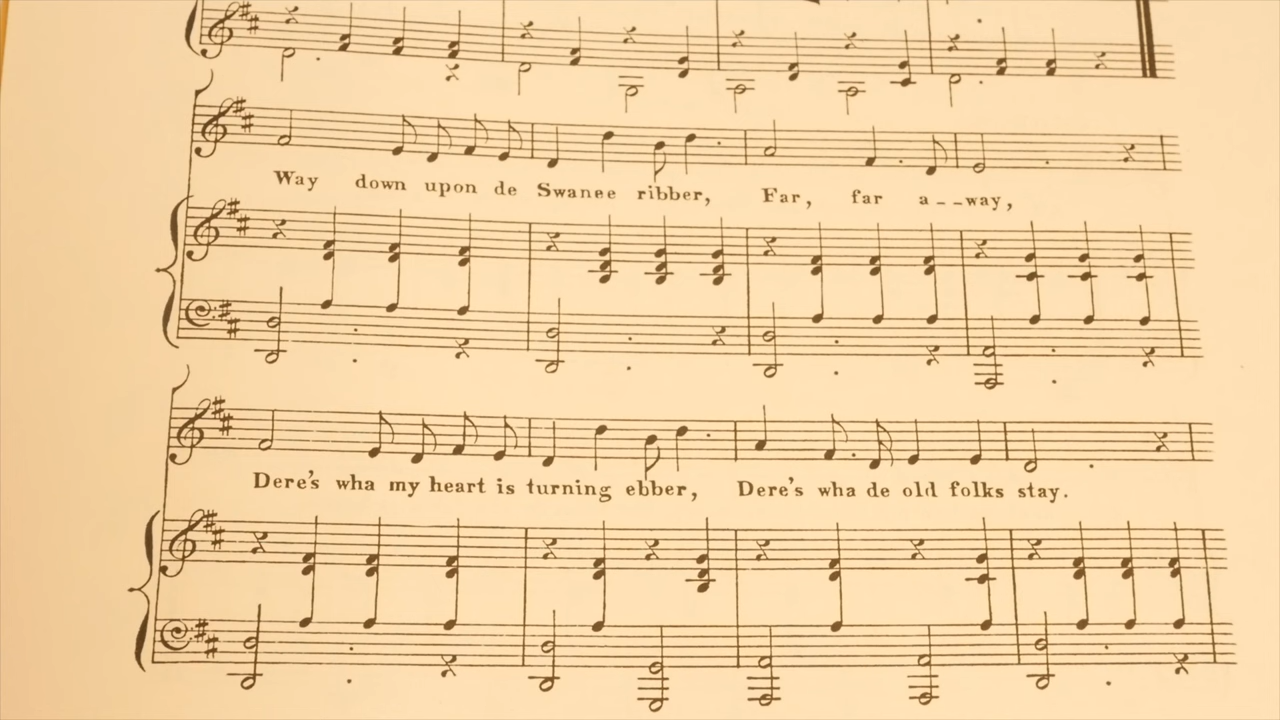 Way down upon de Swanee ribber, Far, far a--way,
Dere's wha my heart is turning ebber, Dere's wha de old folks stay.